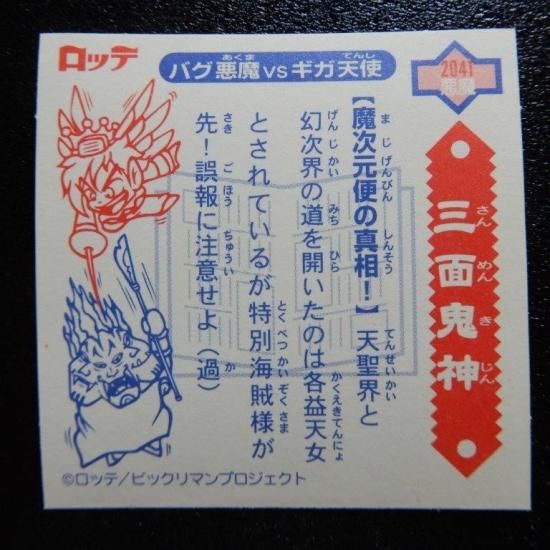 ロッテ
バグ悪魔vsギガ天使
2041
悪魔
三面鬼神
【魔次元便の真相！】天聖界と
幻次界の道を開いたのは各益天女
とされているが特別海賊様が
先！誤報に注意せよ（過）
©ロッテ/ビックリマンプロジェクト